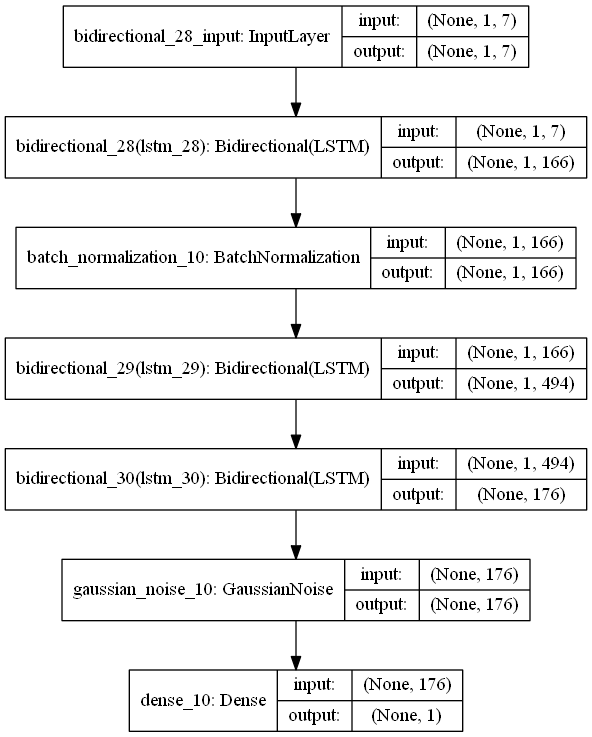 bidirectional_28_input: InputLayer
input: (None, 1, 7)
output: (None, 1, 7)
bidirectional_28(lstm_28): Bidirectional(LSTM)
input: (None, 1, 7)
output: (None, 1, 166)
batch_normalization_10: BatchNormalization
input: (None, 1, 166)
output: (None, 1, 166)
bidirectional_29(lstm_29): Bidirectional(LSTM)
input: (None, 1, 166)
output: (None, 1, 494)
bidirectional_30(lstm_30): Bidirectional(LSTM)
input: (None, 1, 494)
output: (None, 176)
gaussian_noise_10: GaussianNoise
input: (None, 176)
output: (None, 176)
dense_10: Dense
input: (None, 176)
output: (None, 1)